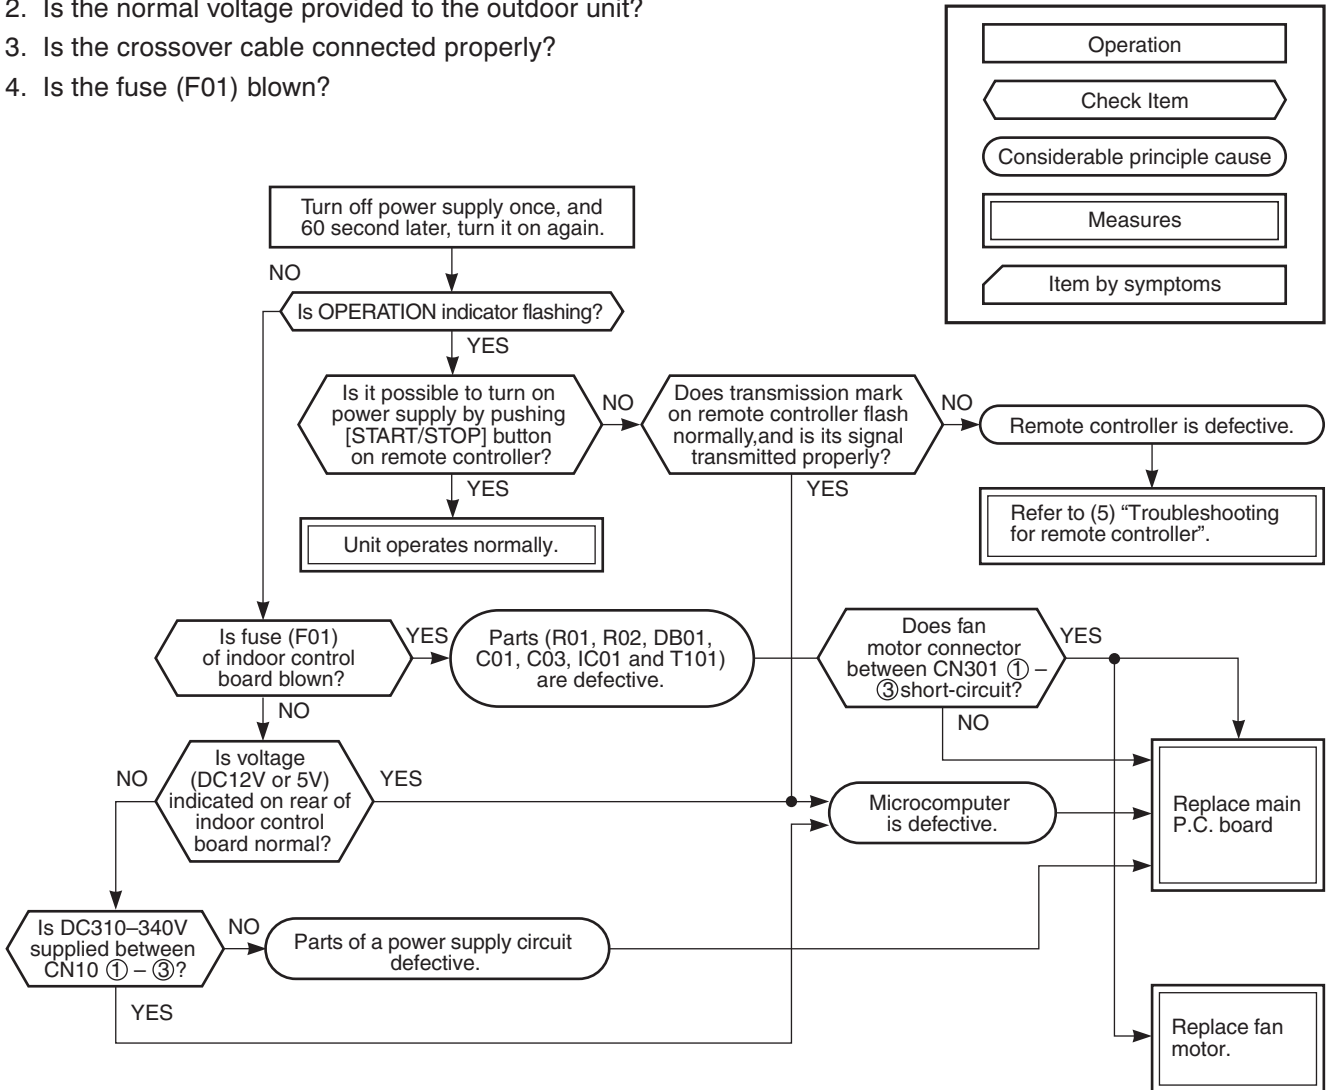 2. Is the normal voltage provided to the outdoor unit?
3. Is the crossover cable connected properly?
4. Is the fuse (F01) blown?
Operation
Check Item
Considerable principle cause
Measures
Item by symptoms
Turn off power supply once, and
60 second later, turn it on again.
NO
Is OPERATION indicator flashing?
YES
Is it possible to turn on
power supply by pushing
[START/STOP] button
on remote controller?
NO
Does transmission mark
on remote controller flash
normally,and is its signal
transmitted properly?
NO
Remote controller is defective.
YES
YES
Unit operates normally.
Refer to (5) “Troubleshooting
for remote controller”.
Is fuse (F01)
of indoor control
board blown?
YES
Parts (R01, R02, DB01,
C01, C03, IC01 and T101)
are defective.
Does fan
motor connector
between CN301 ① –
③short-circuit?
YES
NO
NO
Is voltage
(DC12V or 5V)
indicated on rear of
indoor control
board normal?
NO
YES
Microcomputer
is defective.
Replace main
P.C. board
Is DC310–340V
supplied between
CN10 ① – ③?
NO
Parts of a power supply circuit
defective.
YES
Replace fan
motor.